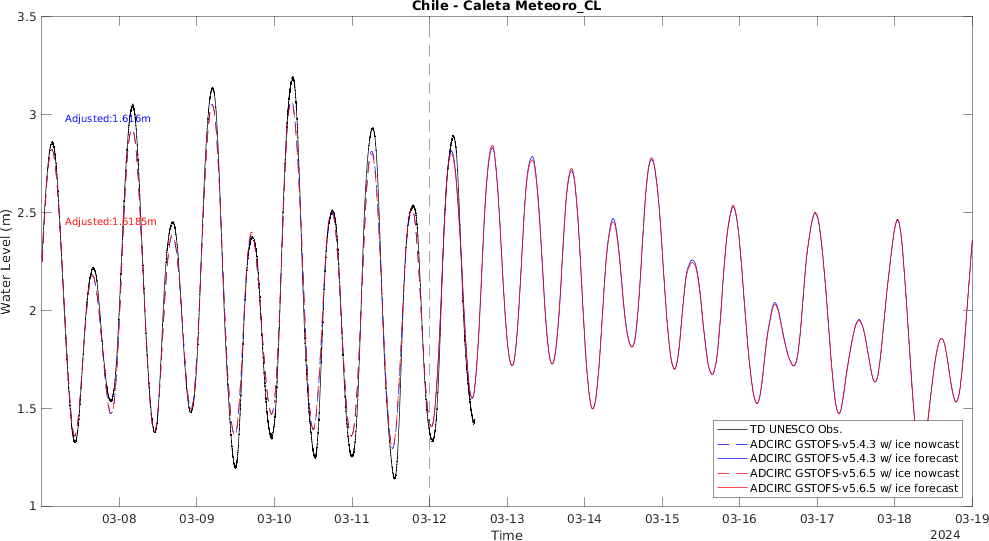 Chile - Caleta Meteoro_CL
3.5
3
2.5
2
1.5
1
Water Level (m)
Adjusted:1.616m
Adjusted:1.6185m
TD UNESCO Obs.
ADCIRC GSTOFS-v5.4.3 w/ ice nowcast
ADCIRC GSTOFS-v5.4.3 w/ ice forecast
ADCIRC GSTOFS-v5.6.5 w/ ice nowcast
ADCIRC GSTOFS-v5.6.5 w/ ice forecast
03-08 03-09 03-10 03-11 03-12 03-13 03-14 03-15 03-16 03-17 03-18 03-19
Time
2024